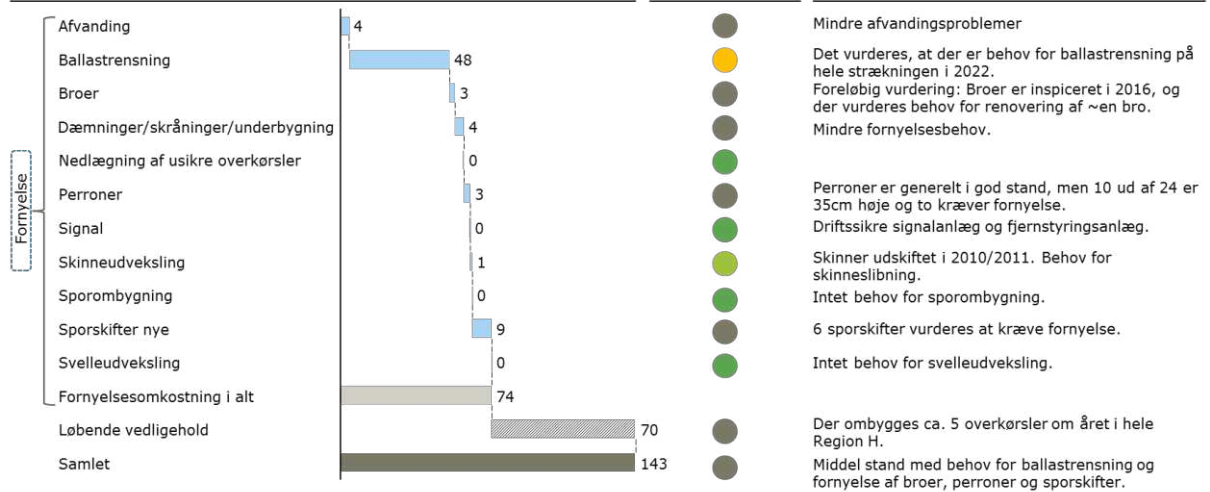 Afvanding 4 Mindre afvandingsproblemer
Ballastrensning 48 Det vurderes, at der er behov for ballastrensning på
hele strækningen i 2022.
Broer 3 Foreløbig vurdering: Broer er inspiceret i 2016, og
der vurderes behov for renovering af ~en bro.
Dæmninger/skråninger/underbygning 4 Mindre fornyelsesbehov.
Nedlægning af usikre overkørsler 0
Fornyelse
Perroner 3 Perroner er generelt i god stand, men 10 ud af 24 er
35cm høje og to kræver fornyelse.
Signal 0 Driftssikre signalanlæg og fjernstyringsanlæg.
Skinneudveksling 1 Skinner udskiftet i 2010/2011. Behov for
skinneslibning.
Sporombygning 0 Intet behov for sporombygning.
Sporskifter nye 9 6 sporskifter vurderes at kræve fornyelse.
Svelleudveksling 0 Intet behov for svelleudveksling.
Fornyelsesomkostning i alt 74
Løbende vedligehold 70 Der ombygges ca. 5 overkørsler om året i hele
Region H.
Samlet 143 Middel stand med behov for ballastrensning og
fornyelse af broer, perroner og sporskifter.